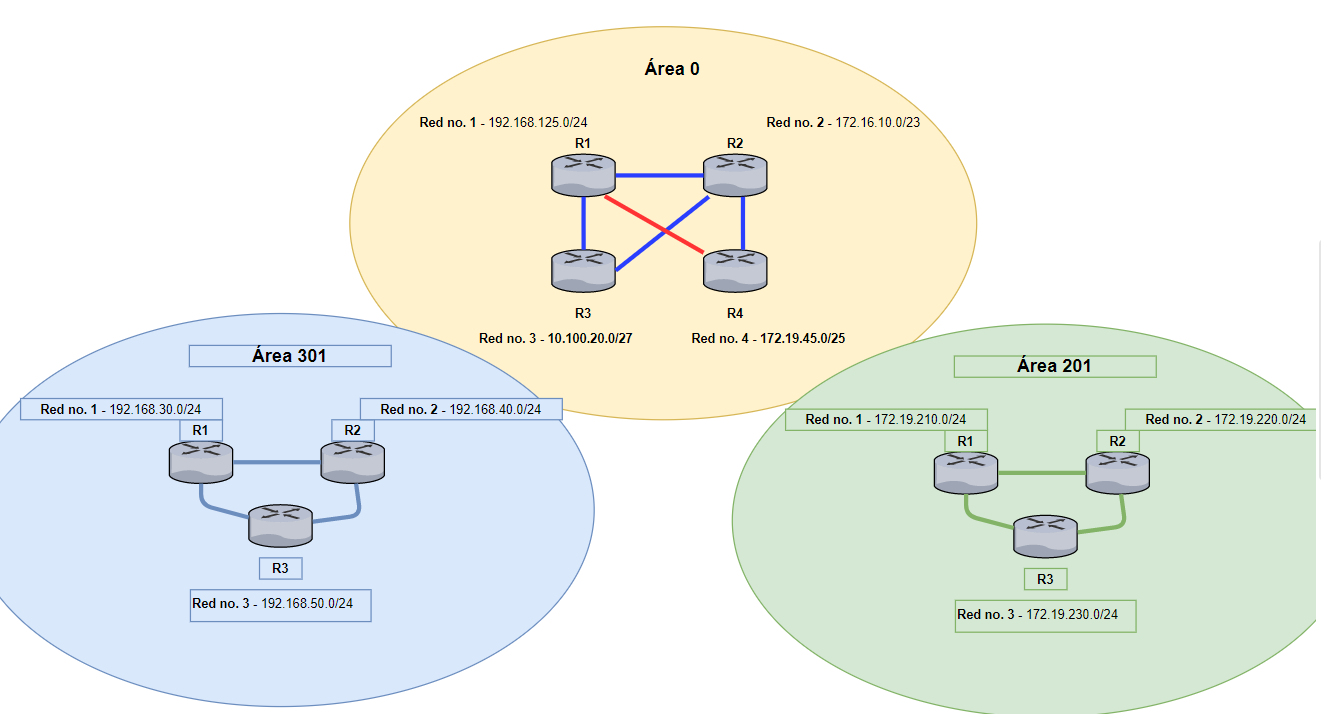 Área 0
Red no. 1 - 192.168.125.0/24
Red no. 2 - 172.16.10.0/23
R1
R2
R3
R4
Red no. 3 - 10.100.20.0/27
Red no. 4 - 172.19.45.0/25
Área 301
Red no. 1 - 192.168.30.0/24
Red no. 2 - 192.168.40.0/24
R1
R2
R3
Red no. 3 - 192.168.50.0/24
Área 201
Red no. 1 - 172.19.210.0/24
Red no. 2 - 172.19.220.0/24
R1
R2
R3
Red no. 3 - 172.19.230.0/24